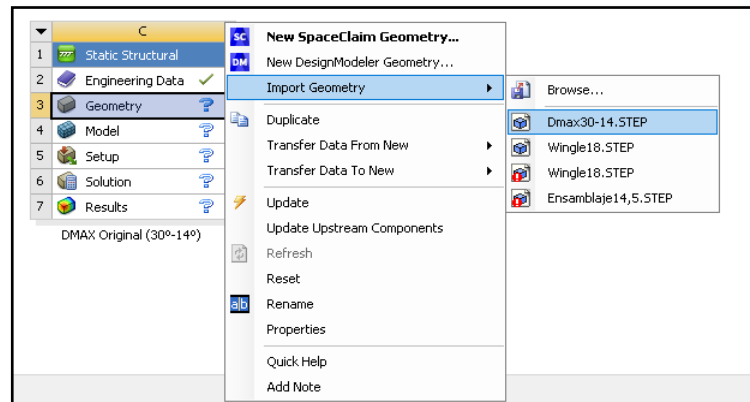 C
1 Static Structural
2 Engineering Data
3 Geometry
4 Model
5 Setup
6 Solution
7 Results
DMAX Original (30º-14º)
SC New SpaceClaim Geometry...
DM New DesignModeler Geometry...
Import Geometry
Duplicate
Transfer Data From New
Transfer Data To New
Update
Update Upstream Components
Refresh
Reset
a|b Rename
Properties
Quick Help
Add Note
Browse...
Dmax30-14.STEP
Wingle18.STEP
Wingle18.STEP
Ensamblaje14,5.STEP